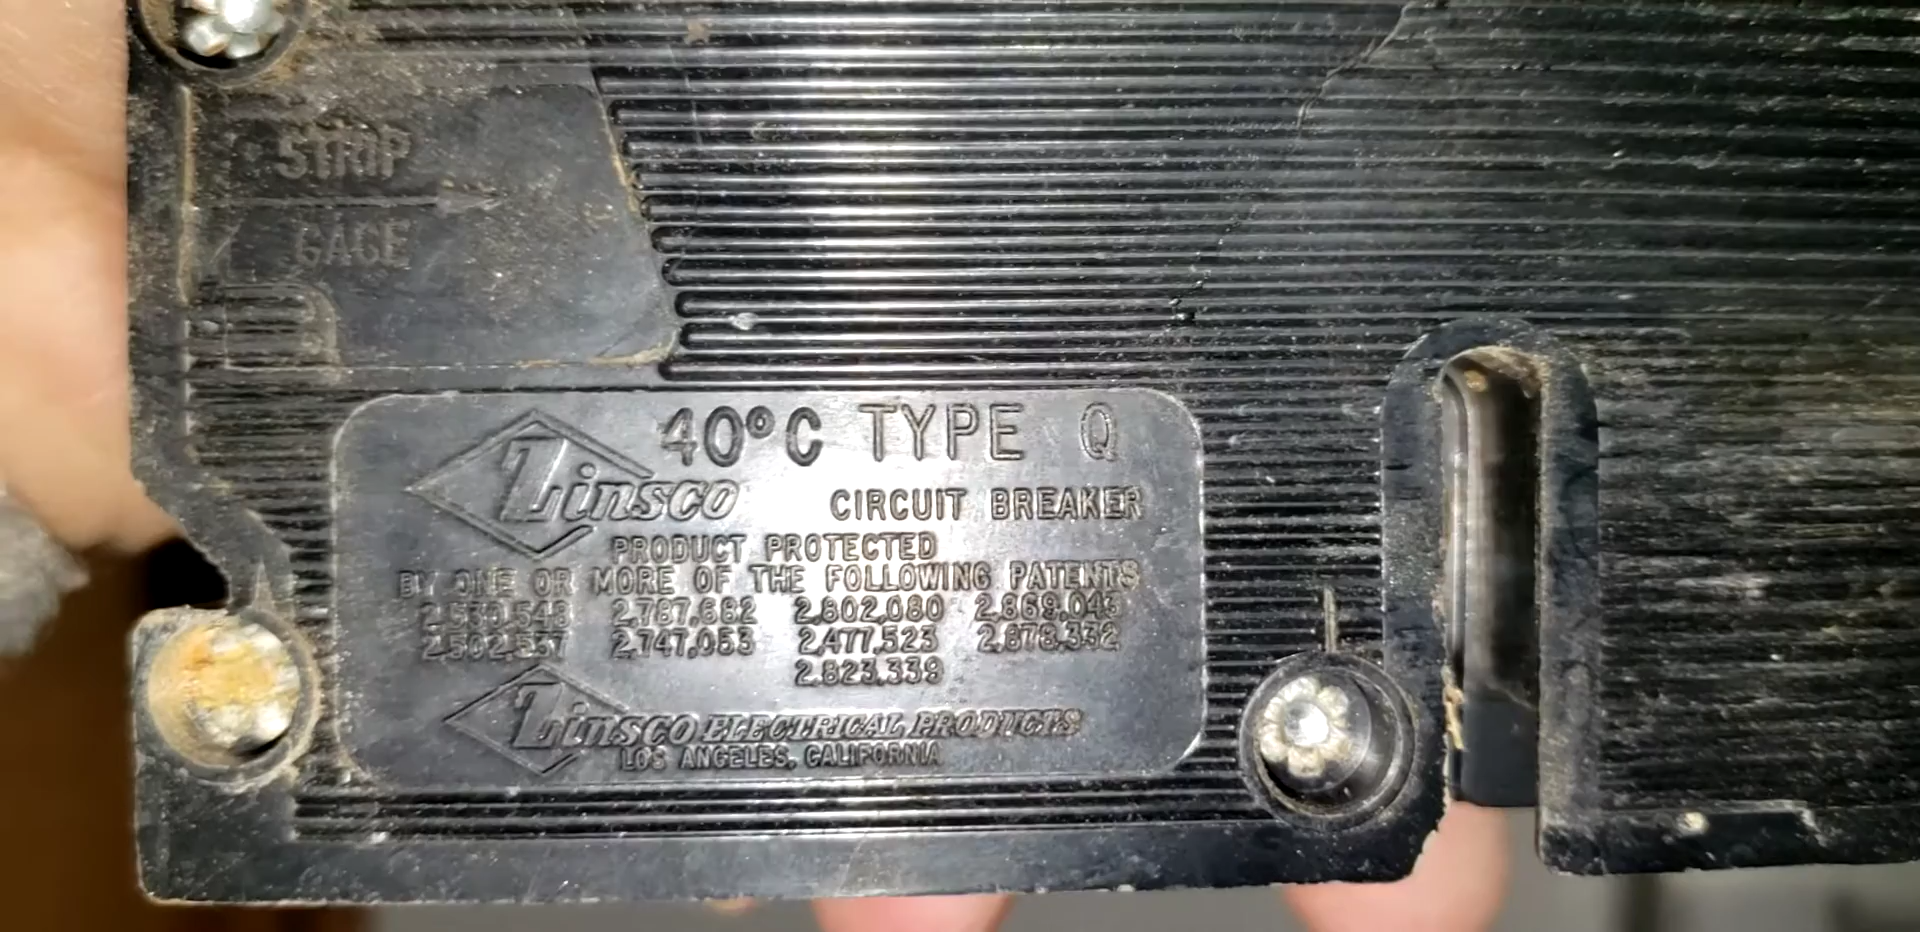 STRIP
GAGE
40°C TYPE Q
Zinsco
CIRCUIT BREAKER
PRODUCT PROTECTED
BY ONE OR MORE OF THE FOLLOWING PATENTS
2,787,682 2,802,080 2,869,043
2,747,053 2,477,523 2,878,332
2,823,339
Zinsco ELECTRICAL PRODUCTS
LOS ANGELES, CALIFORNIA